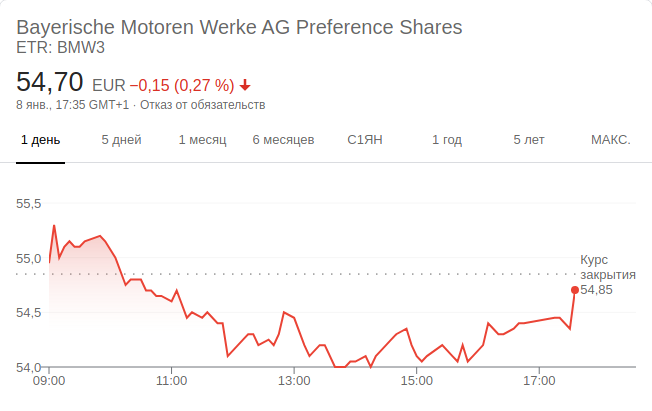 Bayerische Motoren Werke AG Preference Shares
ETR: BMW3
54,70 EUR −0,15 (0,27 %) ↓
8 янв., 17:35 GMT+1 · Отказ от обязательств
1 день 5 дней 1 месяц 6 месяцев С1ЯН 1 год 5 лет МАКС.
55,5
55,0
Курс
закрытия
54,85
54,5
54,0
09:00 11:00 13:00 15:00 17:00